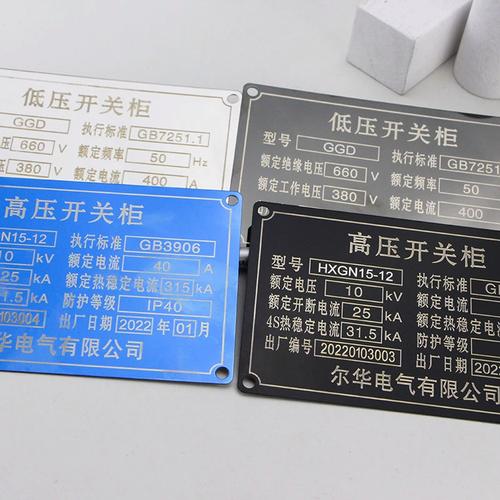 低压开关柜
GGD 执行标准 GB7251.1
压 660 V 额定频率 50 Hz
压 380 V 额定电流 400 A
低压开关柜
型号 GGD 执行标准 GB7251
额定绝缘电压 660 V 额定频率 50
额定工作电压 380 V 额定电流 400
高压开关柜
GN15-12 执行标准 GB3906
10 kV 额定电流 40 A
25 kA 额定热稳定电流 31.5 kA
1.5 kA 防护等级 IP40
03004 出厂日期 2022 年 01 月
尔华电气有限公司
高压开关柜
型号 HXGN15-12 执行标准 GB
额定电压 10 kV 额定电流
额定开断电流 25 kA 额定热稳定
4S热稳定电流 31.5 kA 防护等级
出厂编号 20220103003 出厂日期 2022
尔华电气有限公司